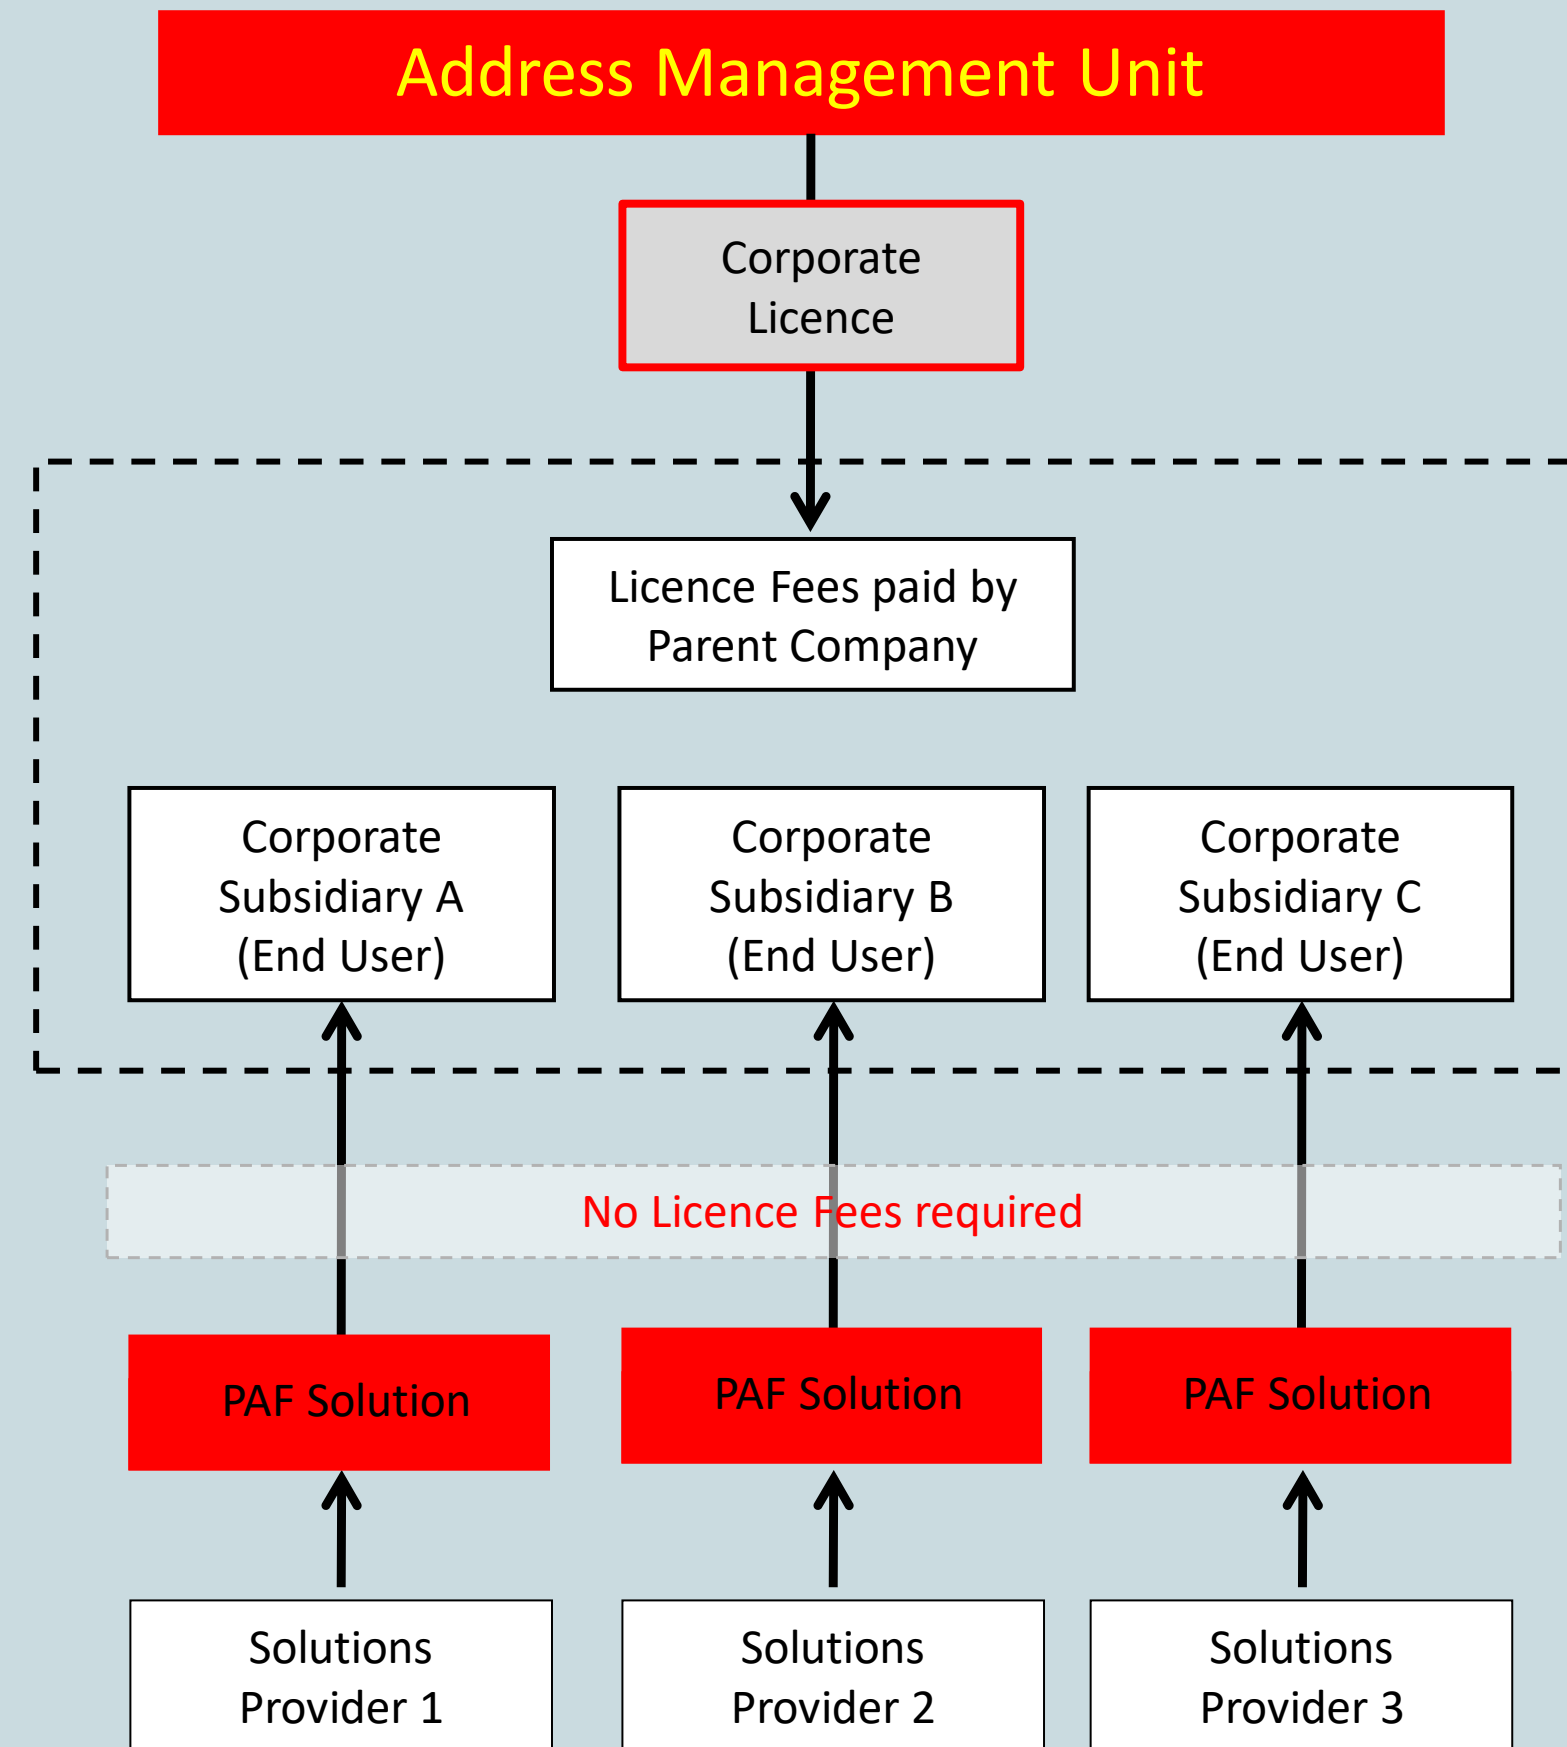 Address Management Unit
Corporate
Licence
Licence Fees paid by
Parent Company
Corporate
Subsidiary A
(End User)
Corporate
Subsidiary B
(End User)
Corporate
Subsidiary C
(End User)
No Licence Fees required
PAF Solution
PAF Solution
PAF Solution
Solutions
Provider 1
Solutions
Provider 2
Solutions
Provider 3